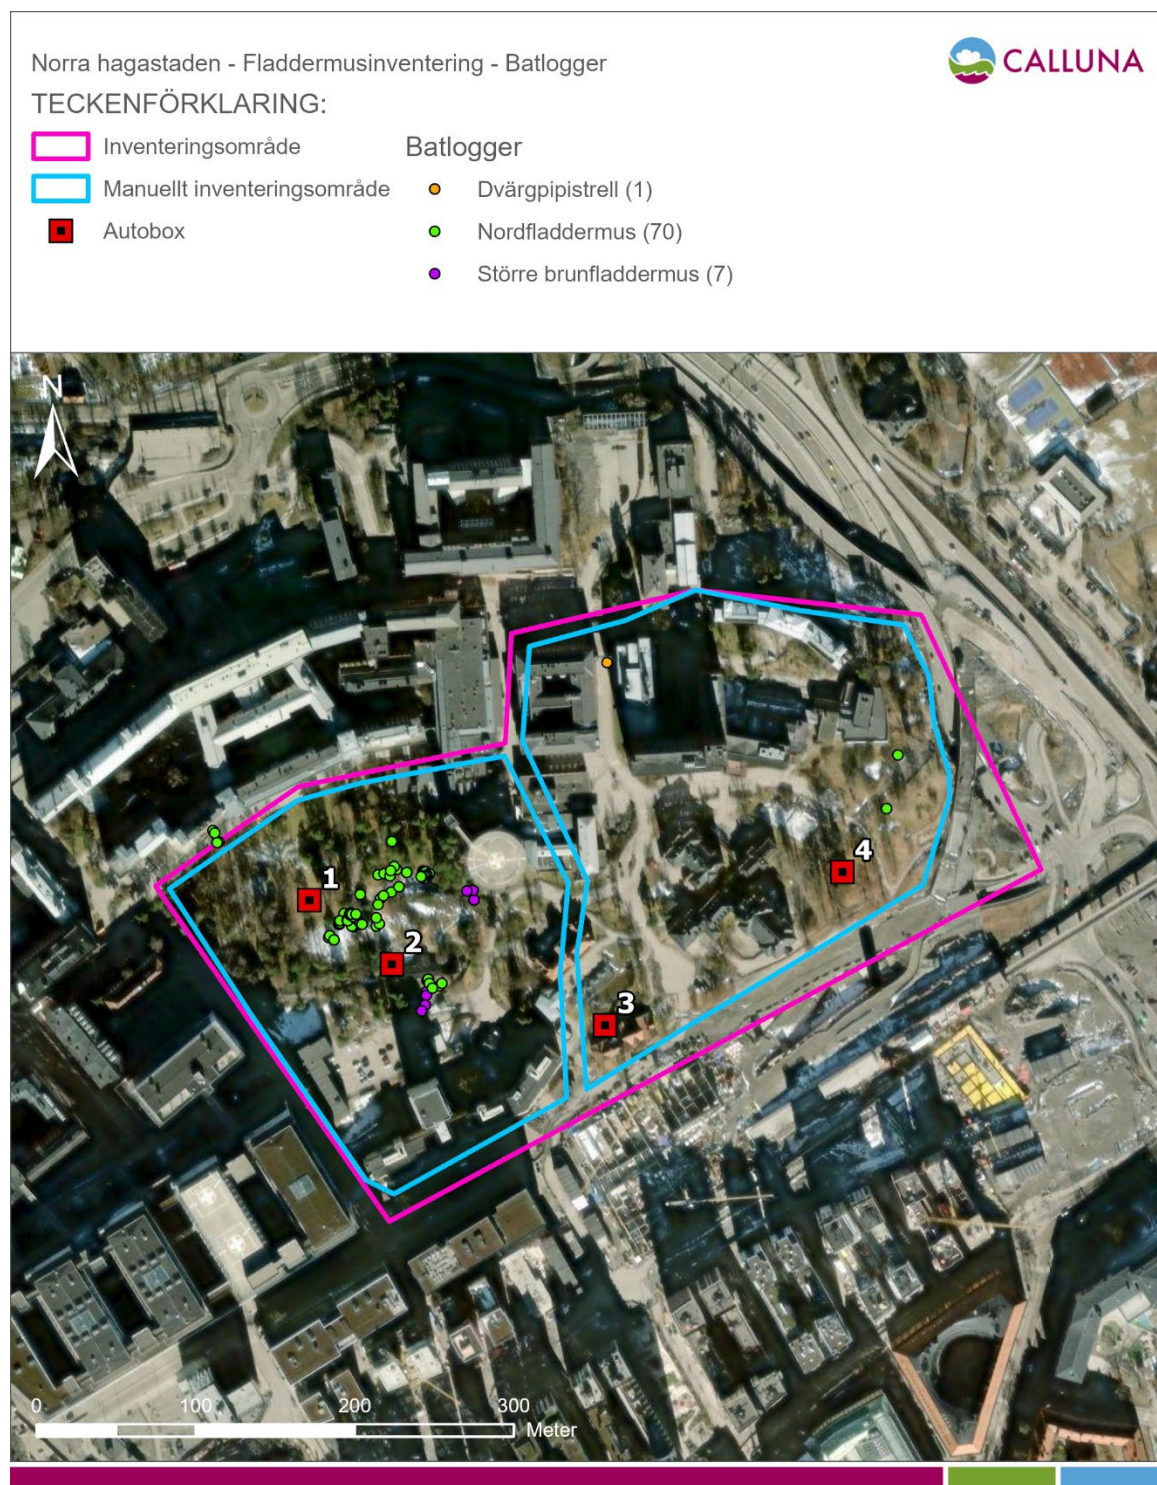 Norra hagastaden - Fladdermusinventering - Batlogger
CALLUNA
TECKENFÖRKLARING:
Inventeringsområde
Manuellt inventeringsområde
Autobox
Batlogger
Dvärgpipistrell (1)
Nordfladdermus (70)
Större brunfladdermus (7)
N
1
2
3
4
0 100 200 300
Meter